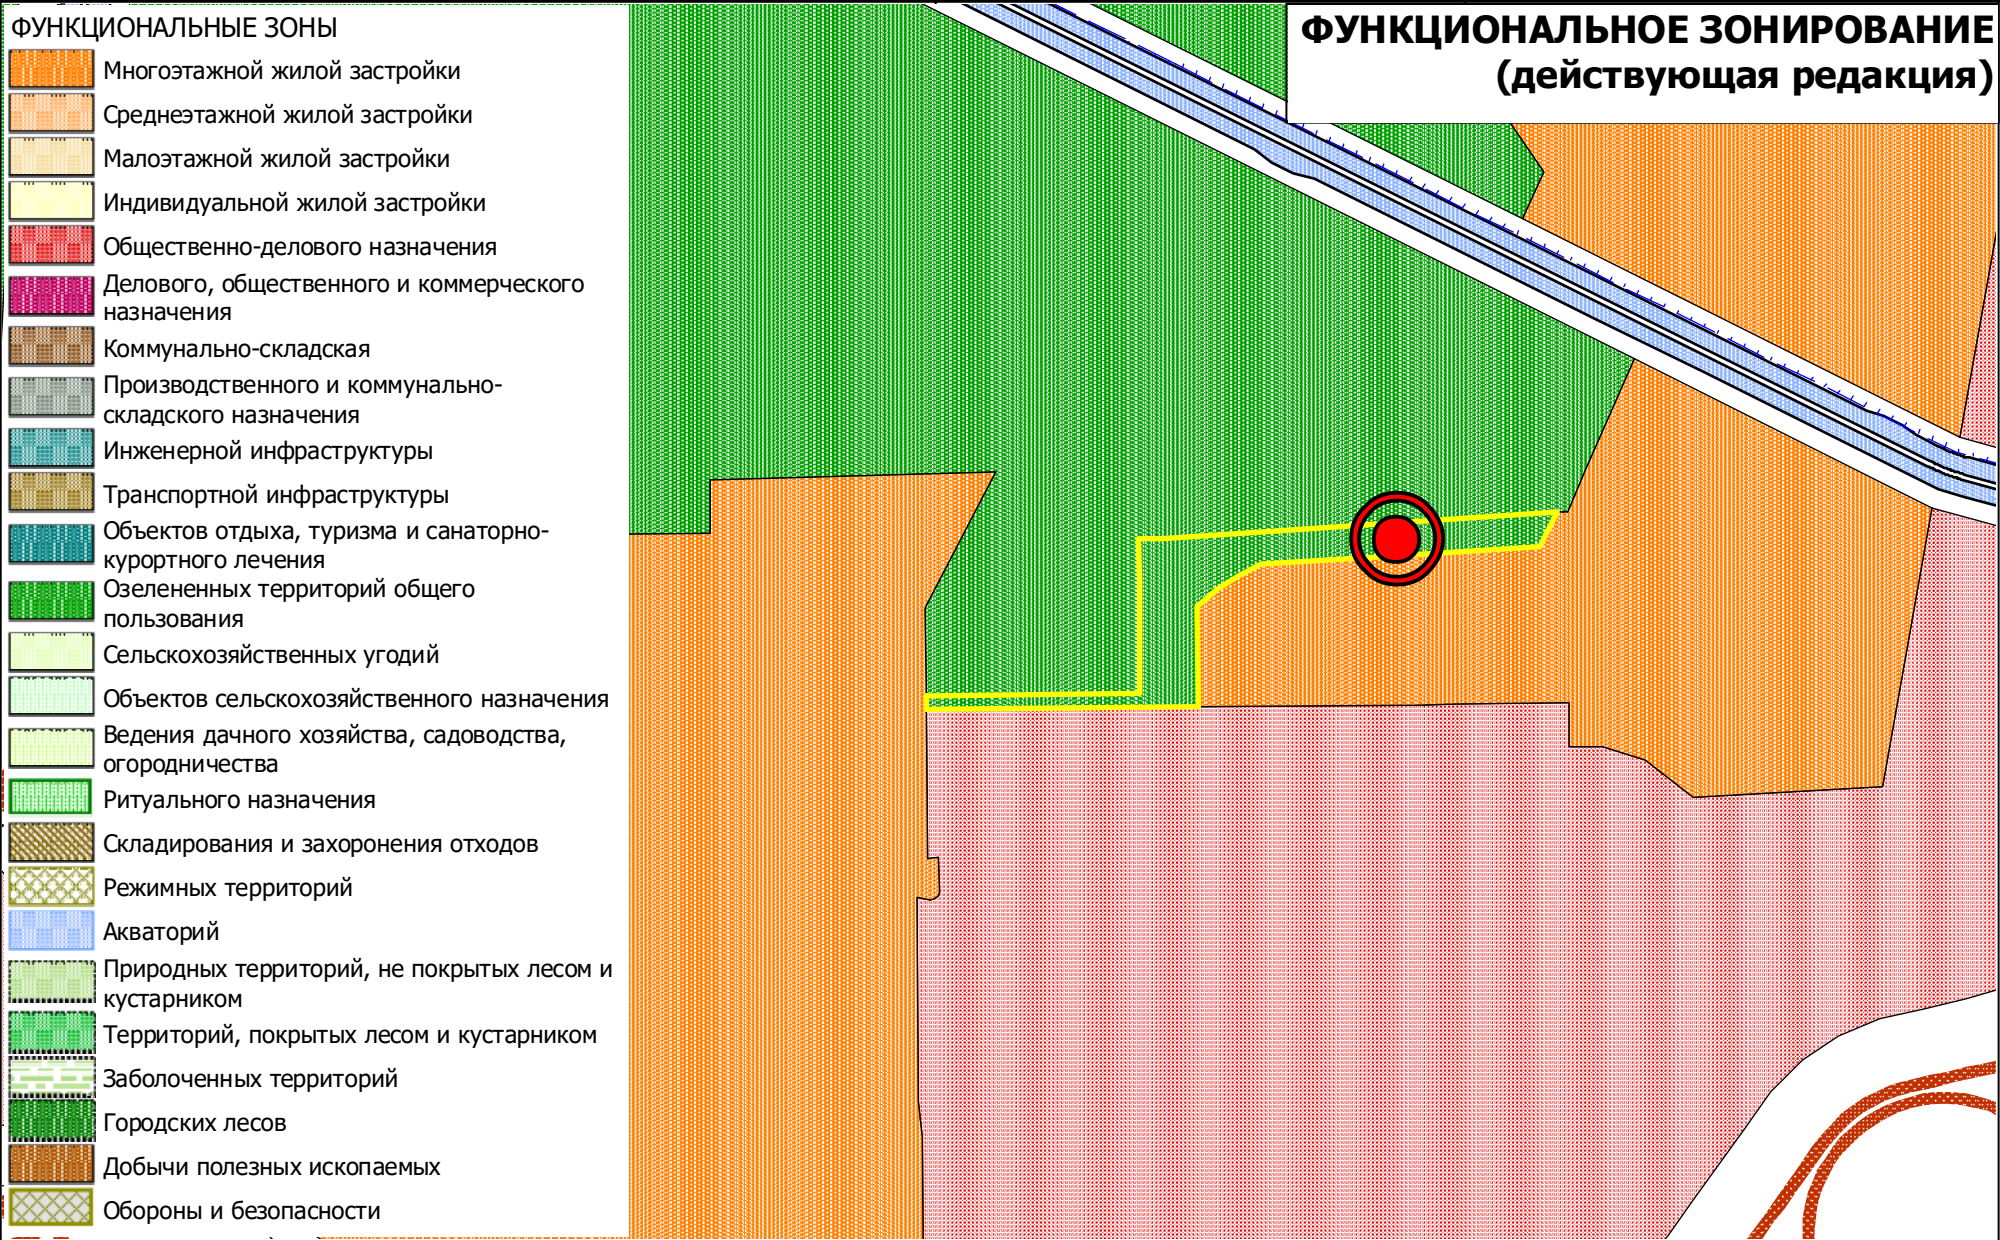 ФУНКЦИОНАЛЬНЫЕ ЗОНЫ
Многоэтажной жилой застройки
Среднеэтажной жилой застройки
Малоэтажной жилой застройки
Индивидуальной жилой застройки
Общественно-делового назначения
Делового, общественного и коммерческого
назначения
Коммунально-складская
Производственного и коммунально-
складского назначения
Инженерной инфраструктуры
Транспортной инфраструктуры
Объектов отдыха, туризма и санаторно-
курортного лечения
Озелененных территорий общего
пользования
Сельскохозяйственных угодий
Объектов сельскохозяйственного назначения
Ведения дачного хозяйства, садоводства,
огородничества
Ритуального назначения
Складирования и захоронения отходов
Режимных территорий
Акваторий
Природных территорий, не покрытых лесом и
кустарником
Территорий, покрытых лесом и кустарником
Заболоченных территорий
Городских лесов
Добычи полезных ископаемых
Обороны и безопасности
ФУНКЦИОНАЛЬНОЕ ЗОНИРОВАНИЕ
(действующая редакция)